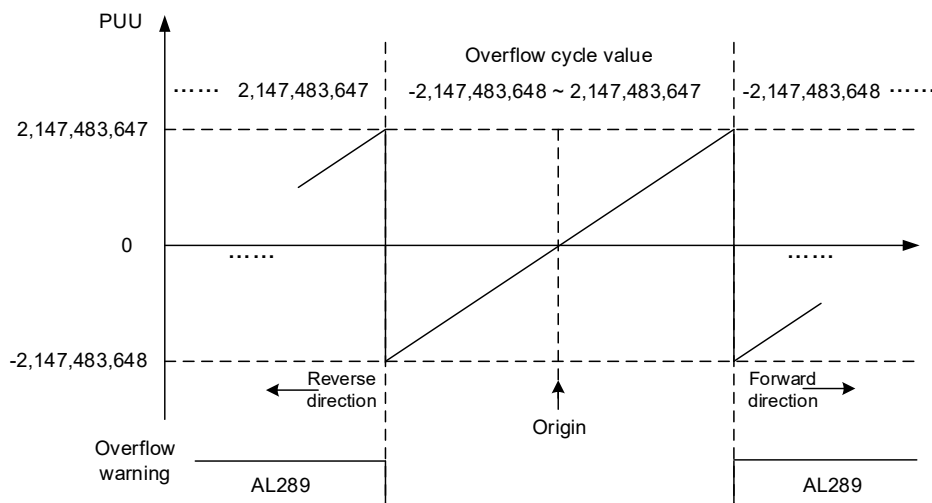 PUU
Overflow cycle value
…… 2,147,483,647
-2,147,483,648 ~ 2,147,483,647
-2,147,483,648 ……
2,147,483,647
0
……
……
-2,147,483,648
Reverse
direction
Forward
direction
Origin
Overflow
warning
AL289
AL289